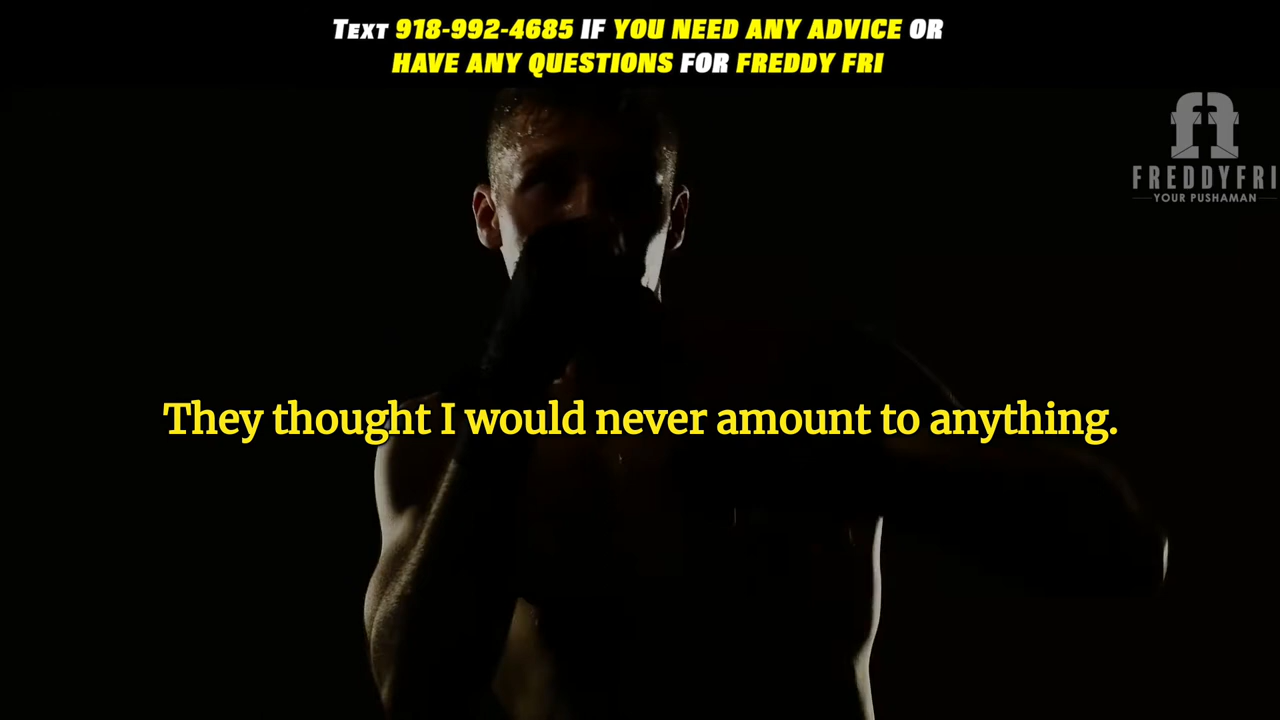 Text 918-992-4685 IF YOU NEED ANY ADVICE OR
HAVE ANY QUESTIONS FOR FREDDY FRI
FREDDYFRI
YOUR PUSHAMAN
They thought I would never amount to anything.